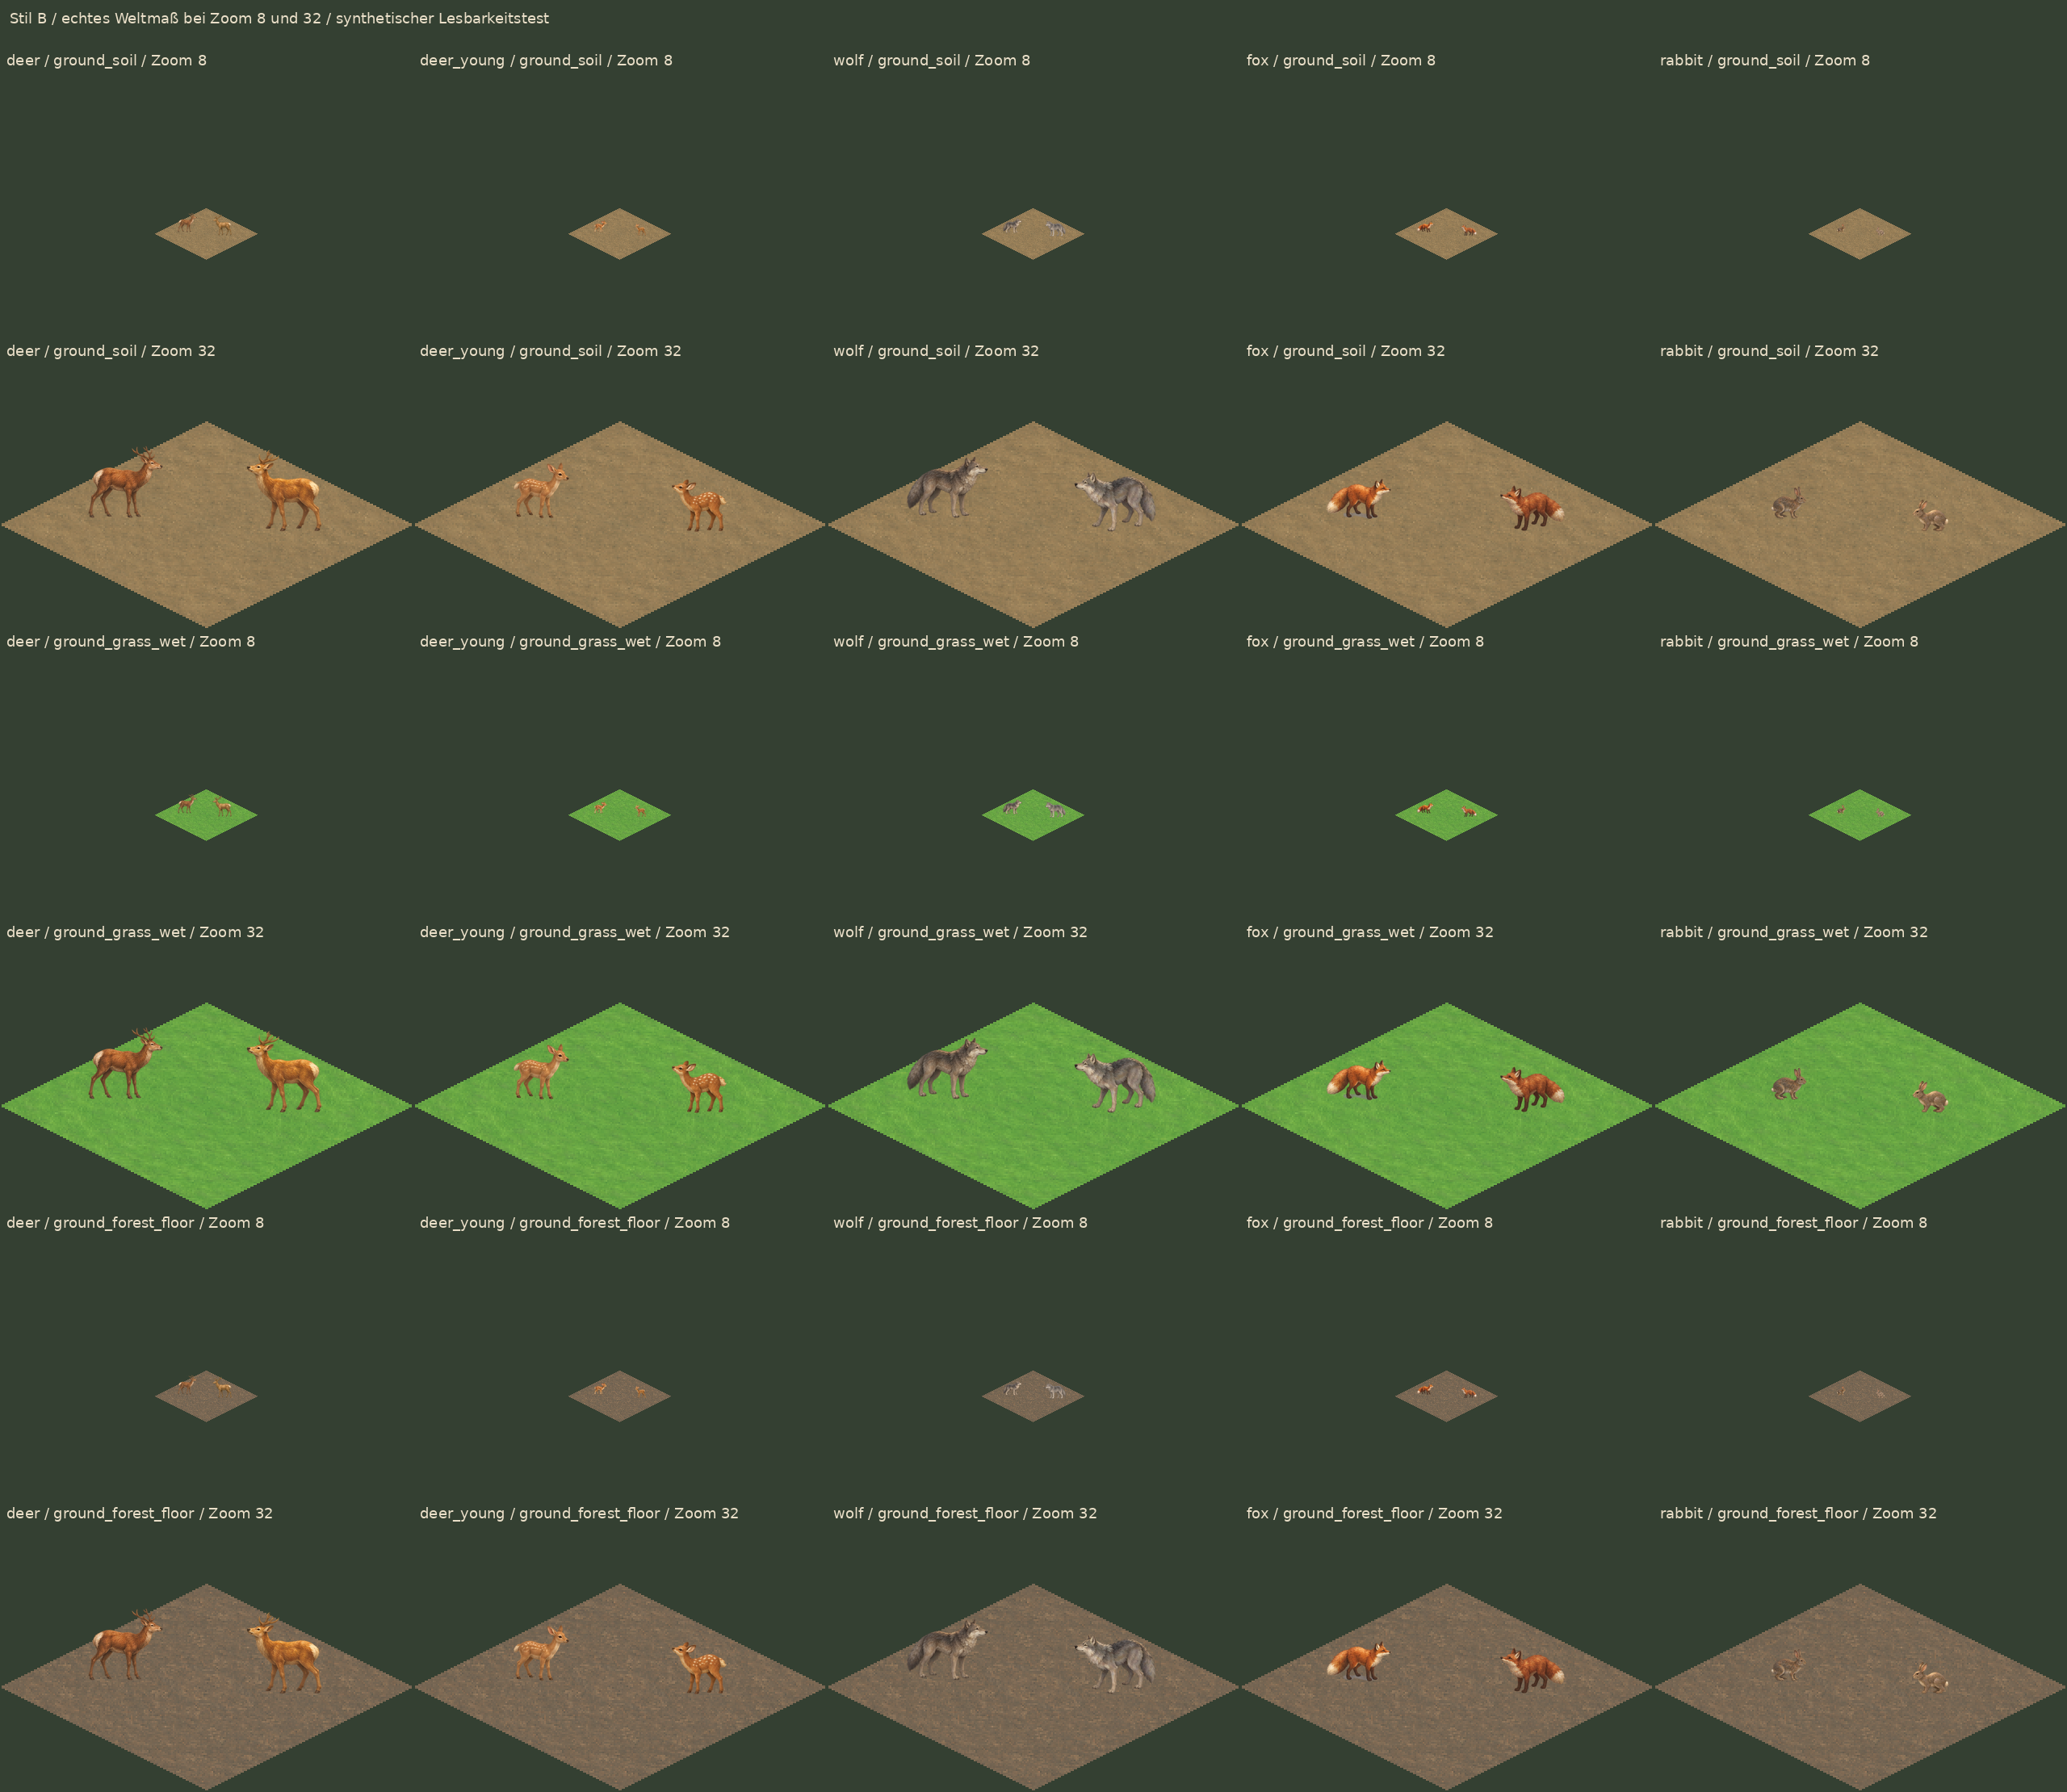 Stil B / echtes Weltmaß bei Zoom 8 und 32 / synthetischer Lesbarkeitstest
deer / ground_soil / Zoom 8
deer_young / ground_soil / Zoom 8
wolf / ground_soil / Zoom 8
fox / ground_soil / Zoom 8
rabbit / ground_soil / Zoom 8
deer / ground_soil / Zoom 32
deer_young / ground_soil / Zoom 32
wolf / ground_soil / Zoom 32
fox / ground_soil / Zoom 32
rabbit / ground_soil / Zoom 32
deer / ground_grass_wet / Zoom 8
deer_young / ground_grass_wet / Zoom 8
wolf / ground_grass_wet / Zoom 8
fox / ground_grass_wet / Zoom 8
rabbit / ground_grass_wet / Zoom 8
deer / ground_grass_wet / Zoom 32
deer_young / ground_grass_wet / Zoom 32
wolf / ground_grass_wet / Zoom 32
fox / ground_grass_wet / Zoom 32
rabbit / ground_grass_wet / Zoom 32
deer / ground_forest_floor / Zoom 8
deer_young / ground_forest_floor / Zoom 8
wolf / ground_forest_floor / Zoom 8
fox / ground_forest_floor / Zoom 8
rabbit / ground_forest_floor / Zoom 8
deer / ground_forest_floor / Zoom 32
deer_young / ground_forest_floor / Zoom 32
wolf / ground_forest_floor / Zoom 32
fox / ground_forest_floor / Zoom 32
rabbit / ground_forest_floor / Zoom 32